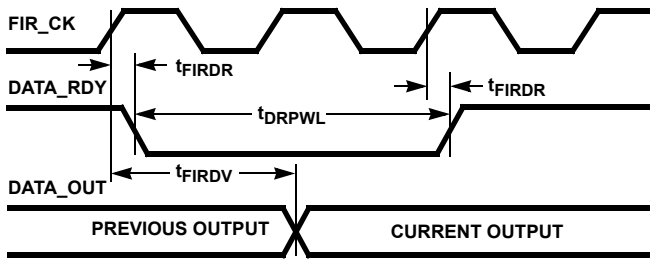 FIR_CK
tFIRDR
DATA_RDY
tFIRDR
tDRPWL
tFIRDV
DATA_OUT
PREVIOUS OUTPUT
CURRENT OUTPUT